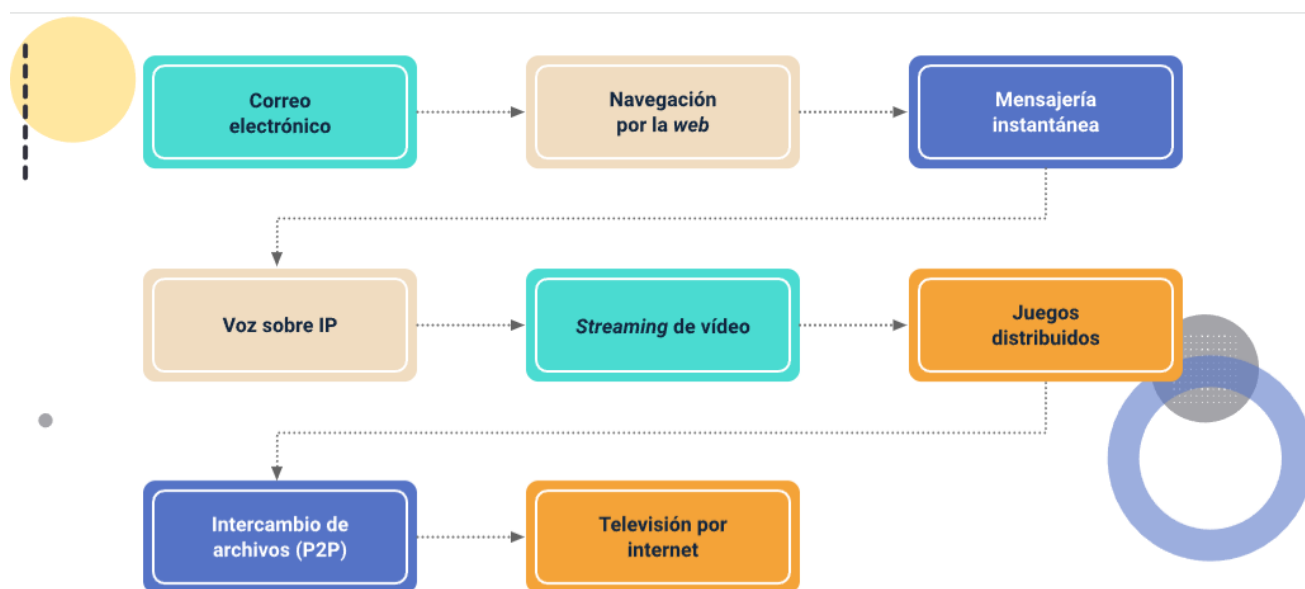 Correo
electrónico
Navegación
por la web
Mensajería
instantánea
Voz sobre IP
Streaming de vídeo
Juegos
distribuidos
Intercambio de
archivos (P2P)
Televisión por
internet